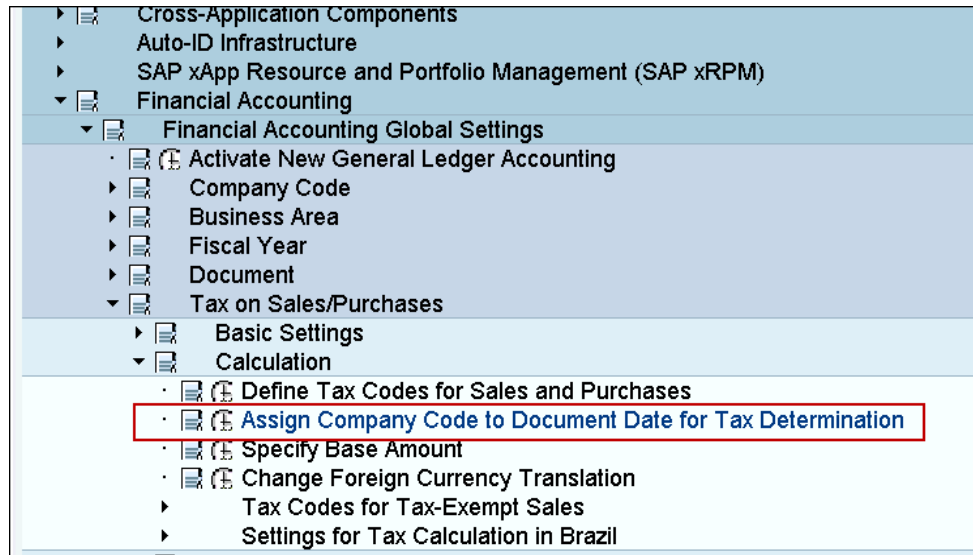 Cross-Application Components
Auto-ID Infrastructure
SAP xApp Resource and Portfolio Management (SAP xRPM)
Financial Accounting
Financial Accounting Global Settings
Activate New General Ledger Accounting
Company Code
Business Area
Fiscal Year
Document
Tax on Sales/Purchases
Basic Settings
Calculation
Define Tax Codes for Sales and Purchases
Assign Company Code to Document Date for Tax Determination
Specify Base Amount
Change Foreign Currency Translation
Tax Codes for Tax-Exempt Sales
Settings for Tax Calculation in Brazil